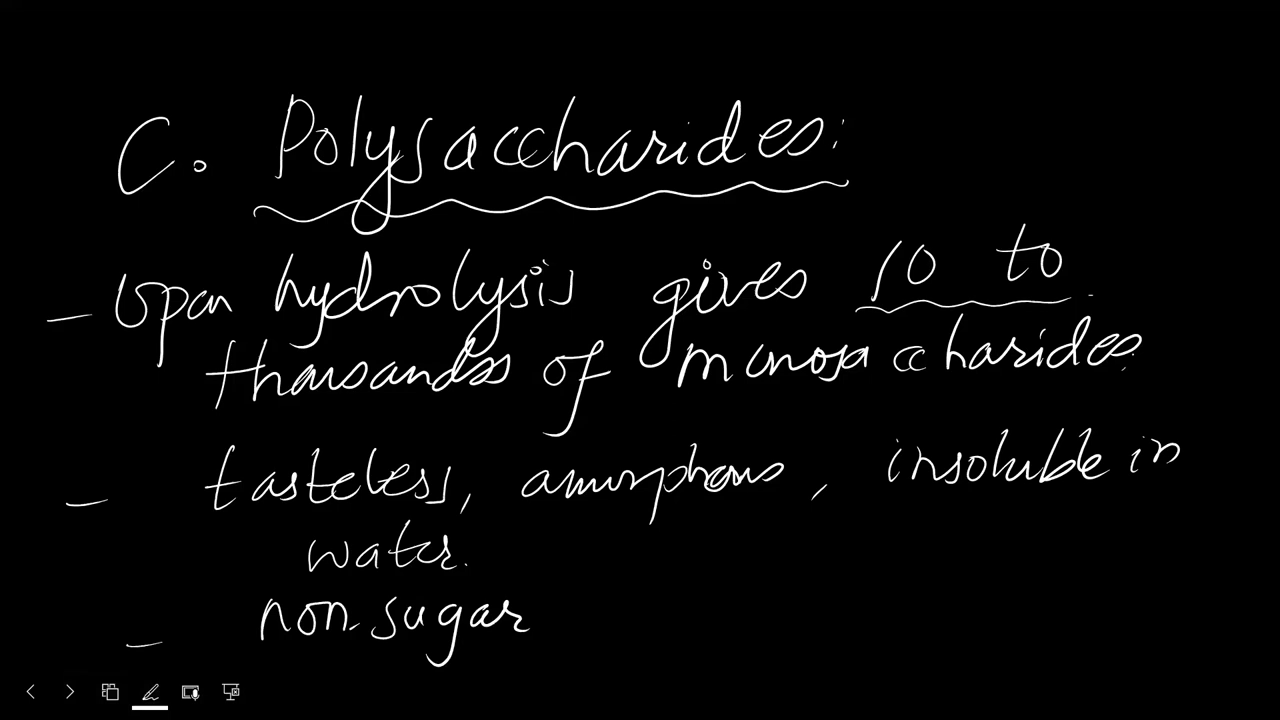 C. Polysaccharides:
- Upon hydrolysis gives 10 to
thousands of monosaccharides.
- tasteless, amorphous, insoluble in
water.
- non-sugar